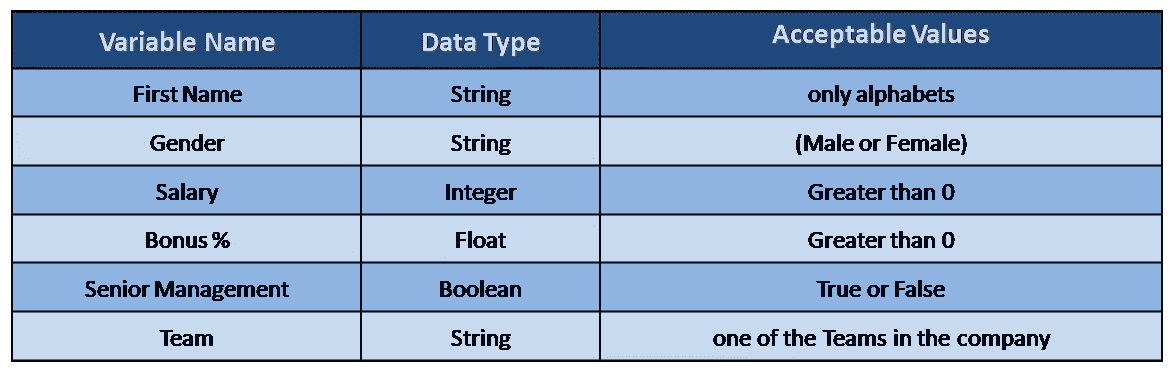 Variable Name Data Type Acceptable Values
First Name String only alphabets
Gender String (Male or Female)
Salary Integer Greater than 0
Bonus % Float Greater than 0
Senior Management Boolean True or False
Team String one of the Teams in the company